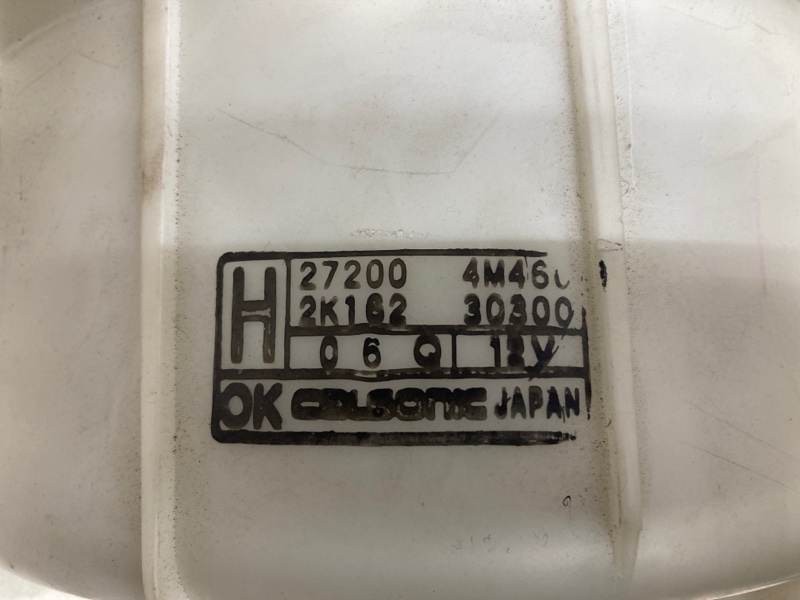 H
27200
2K162 30300
0 6 Q 12V
OK CALSONIC JAPAN